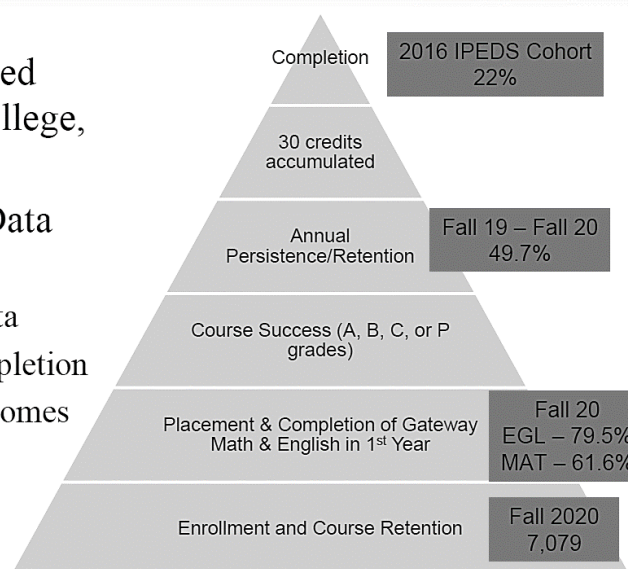 ed
llege,
Data
ta
pletion
omes
Completion
2016 IPEDS Cohort
22%
30 credits
accumulated
Annual
Persistence/Retention
Fall 19 – Fall 20
49.7%
Course Success (A, B, C, or P
grades)
Placement & Completion of Gateway
Math & English in 1st Year
Fall 20
EGL – 79.5%
MAT – 61.6%
Enrollment and Course Retention
Fall 2020
7,079